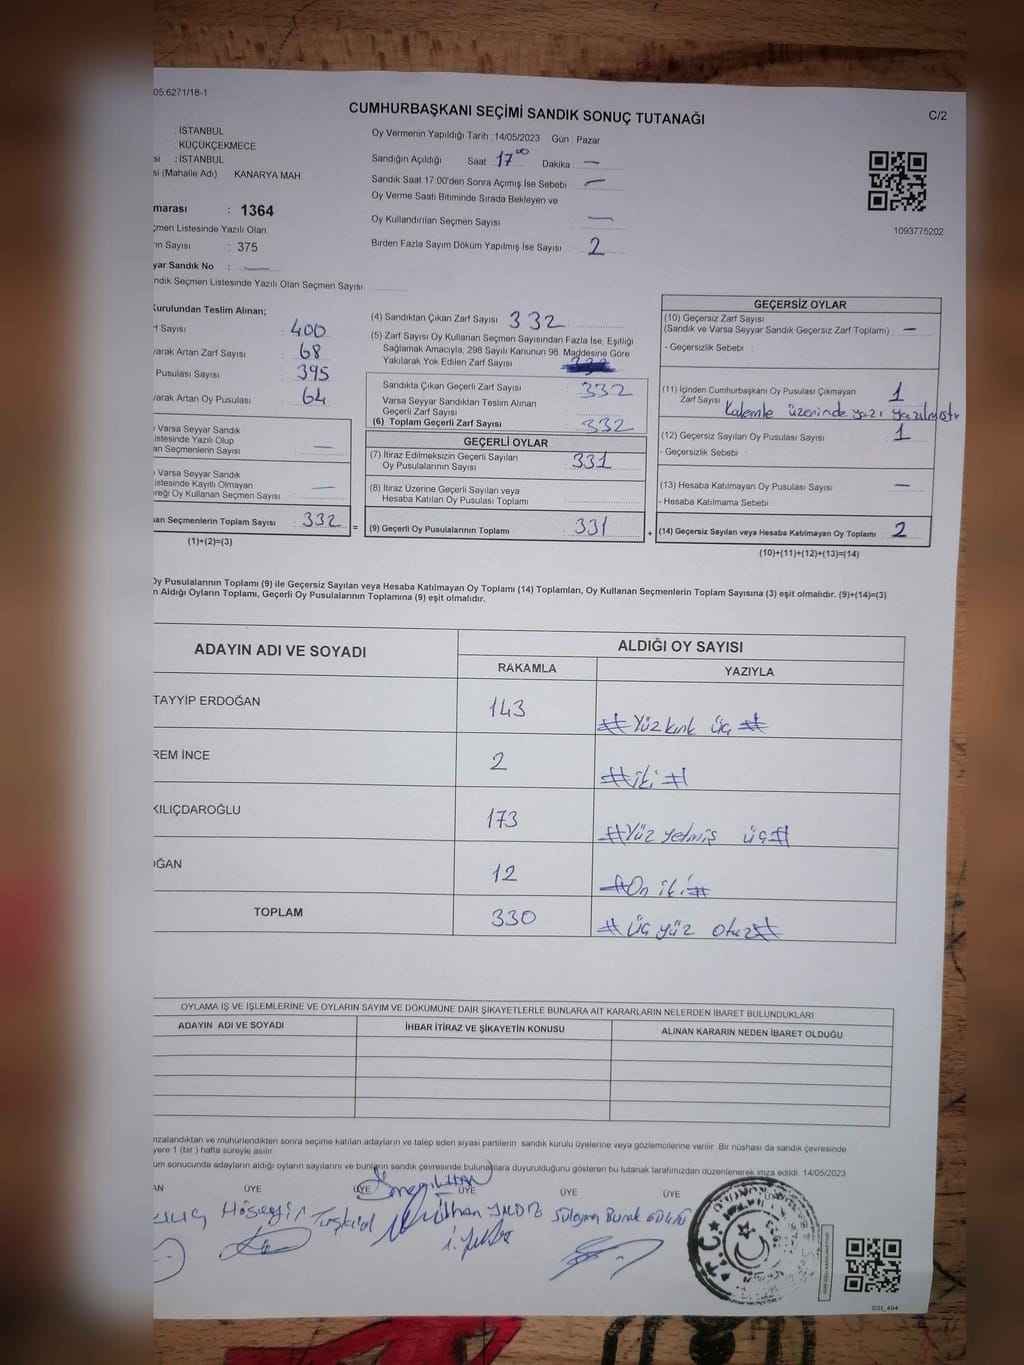 05.6271/18-1
CUMHURBAŞKANI SEÇİMİ SANDIK SONUÇ TUTANAĞI
C/2
: İSTANBUL
: KÜÇÜKÇEKMECE
si : İSTANBUL
si (Mahalle Adı) KANARYA MAH.
marası : 1364
çmen Listesinde Yazılı Olan
in Sayısı : 375
yar Sandık No :
ndık Seçmen Listesinde Yazılı Olan Seçmen Sayısı:
Oy Vermenin Yapıldığı Tarih : 14/05/2023 Gün : Pazar
Sandığın Açıldığı Saat : 17 00 Dakika : —
Sandık Saat 17:00'den Sonra Açımış İse Sebebi : —
Oy Verme Saati Bitiminde Sırada Bekleyen ve
Oy Kullandırılan Seçmen Sayısı : —
Birden Fazla Sayım Döküm Yapılmış İse Sayısı : 2
1093775202
Kurulundan Teslim Alınan;
f Sayısı : 400
arak Artan Zarf Sayısı : 68
Pusulası Sayısı : 395
arak Artan Oy Pusulası : 64
Varsa Seyyar Sandık
istesinde Yazılı Olup
an Seçmenlerin Sayısı : —
Varsa Seyyar Sandık
istesinde Kayıtlı Olmayan
reği Oy Kullanan Seçmen Sayısı : —
an Seçmenlerin Toplam Sayısı : 332
(1)+(2)=(3)
(4) Sandıktan Çıkan Zarf Sayısı : 332
(5) Zarf Sayısı Oy Kullanan Seçmen Sayısından Fazla İse, Eşitliği
Sağlamak Amacıyla, 298 Sayılı Kanunun 98. Maddesine Göre
Yakılarak Yok Edilen Zarf Sayısı :
Sandıkta Çıkan Geçerli Zarf Sayısı : 332
Varsa Seyyar Sandıktan Teslim Alınan
Geçerli Zarf Sayısı :
(6) Toplam Geçerli Zarf Sayısı : 332
GEÇERLİ OYLAR
(7) İtiraz Edilmeksizin Geçerli Sayılan
Oy Pusulalarının Sayısı : 331
(8) İtiraz Üzerine Geçerli Sayılan veya
Hesaba Katılan Oy Pusulası Toplamı :
= (9) Geçerli Oy Pusulalarının Toplamı : 331
GEÇERSİZ OYLAR
(10) Geçersiz Zarf Sayısı
(Sandık ve Varsa Seyyar Sandık Geçersiz Zarf Toplamı) : —
- Geçersizlik Sebebi :
(11) İçinden Cumhurbaşkanı Oy Pusulası Çıkmayan
Zarf Sayısı : 1
Kalemle üzerinde yazı yazılmıştır
(12) Geçersiz Sayılan Oy Pusulası Sayısı : 1
- Geçersizlik Sebebi :
(13) Hesaba Katılmayan Oy Pusulası Sayısı : —
- Hesaba Katılmama Sebebi :
+ (14) Geçersiz Sayılan veya Hesaba Katılmayan Oy Toplamı : 2
(10)+(11)+(12)+(13)=(14)
Oy Pusulalarının Toplamı (9) ile Geçersiz Sayılan veya Hesaba Katılmayan Oy Toplamı (14) Toplamları, Oy Kullanan Seçmenlerin Toplam Sayısına (3) eşit olmalıdır. (9)+(14)=(3)
n Aldığı Oyların Toplamı, Geçerli Oy Pusulalarının Toplamına (9) eşit olmalıdır.
ADAYIN ADI VE SOYADI
ALDIĞI OY SAYISI
RAKAMLA YAZIYLA
TAYYİP ERDOĞAN 143 #Yüz kırk üç#
REM İNCE 2 #iki#
KILIÇDAROĞLU 173 #Yüz yetmiş üç#
OĞAN 12 #On iki#
TOPLAM 330 #üç yüz otuz#
OYLAMA İŞ VE İŞLEMLERİNE VE OYLARIN SAYIM VE DÖKÜMÜNE DAİR ŞİKAYETLERLE BUNLARA AİT KARARLARIN NELERDEN İBARET BULUNDUKLARI
ADAYIN ADI VE SOYADI İHBAR İTİRAZ VE ŞİKAYETİN KONUSU ALINAN KARARIN NEDEN İBARET OLDUĞU
nzalandıktan ve mühürlendikten sonra seçime katılan adayların ve talep eden siyasi partilerin sandık kurulu üyelerine veya gözlemcilerine verilir. Bir nüshası da sandık çevresinde
yere 1 (bir ) hafta süreyle asılır.
üm sonucunda adayların aldığı oyların sayılarını ve bunların sandık çevresinde bulunanlara duyurulduğunu gösteren bu tutanak tarafımızdan düzenlenerek imza edildi. 14/05/2023
AN ÜYE ÜYE ÜYE ÜYE ÜYE
Hüseyin İlhan YILDIZ Süleyman Burak
T.C.
SSI_404